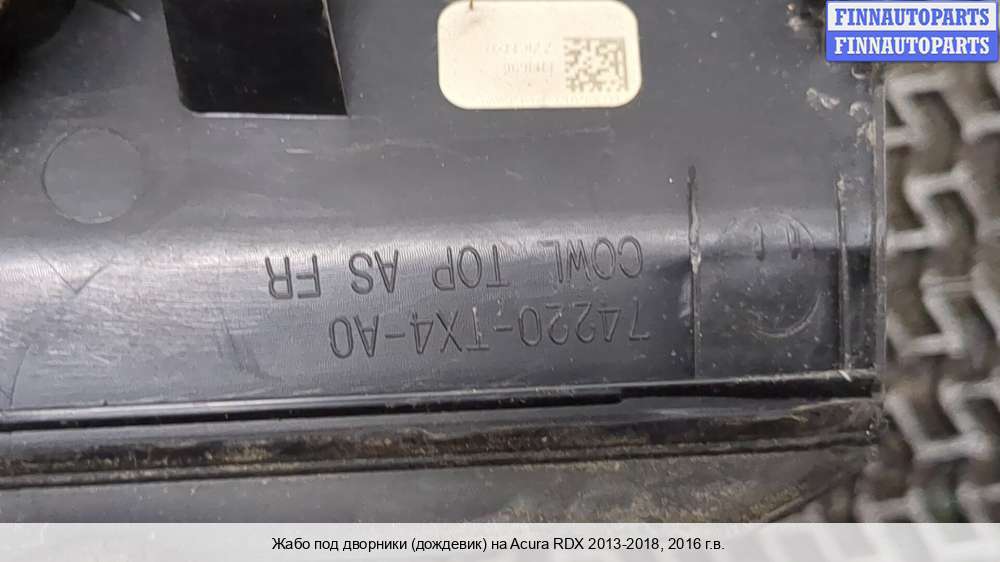 FINNAUTOPARTS
FINNAUTOPARTS
74220-TX4-A0
COWL TOP AS FR
Жабо под дворники (дождевик) на Acura RDX 2013-2018, 2016 г.в.